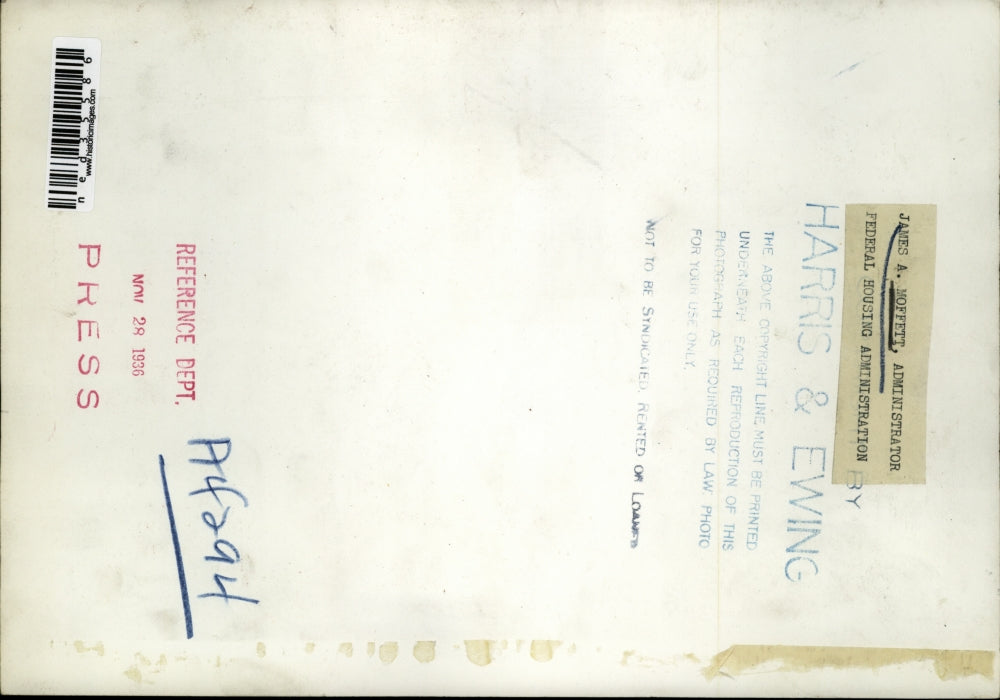 JAMES A. MOFFETT, ADMINISTRATOR
FEDERAL HOUSING ADMINISTRATION
BY
HARRIS & EWING
THE ABOVE COPYRIGHT LINE MUST BE PRINTED
UNDERNEATH EACH REPRODUCTION OF THIS
PHOTOGRAPH AS REQUIRED BY LAW. PHOTO
FOR YOUR USE ONLY.
NOT TO BE SYNDICATED, RENTED OR LOANED
REFERENCE DEPT.
NOV 28 1936
PRESS
A4294
www.historicimages.com